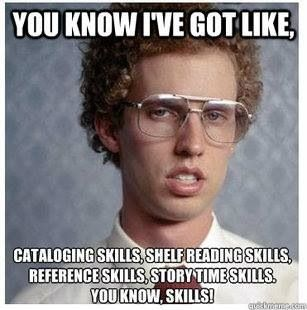 YOU KNOW I'VE GOT LIKE,
CATALOGING SKILLS, SHELF READING SKILLS,
REFERENCE SKILLS, STORY TIME SKILLS.
YOU KNOW, SKILLS!
quickmeme.com